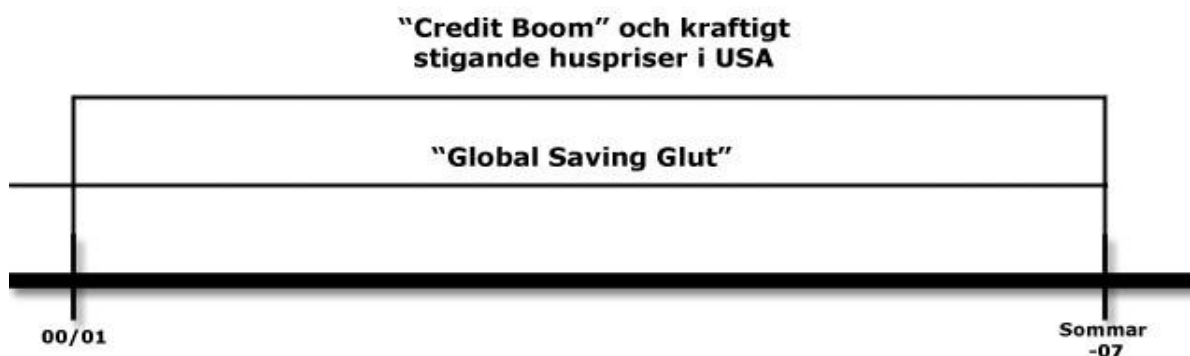 “Credit Boom” och kraftigt
stigande huspriser i USA
“Global Saving Glut”
00/01
Sommar
-07